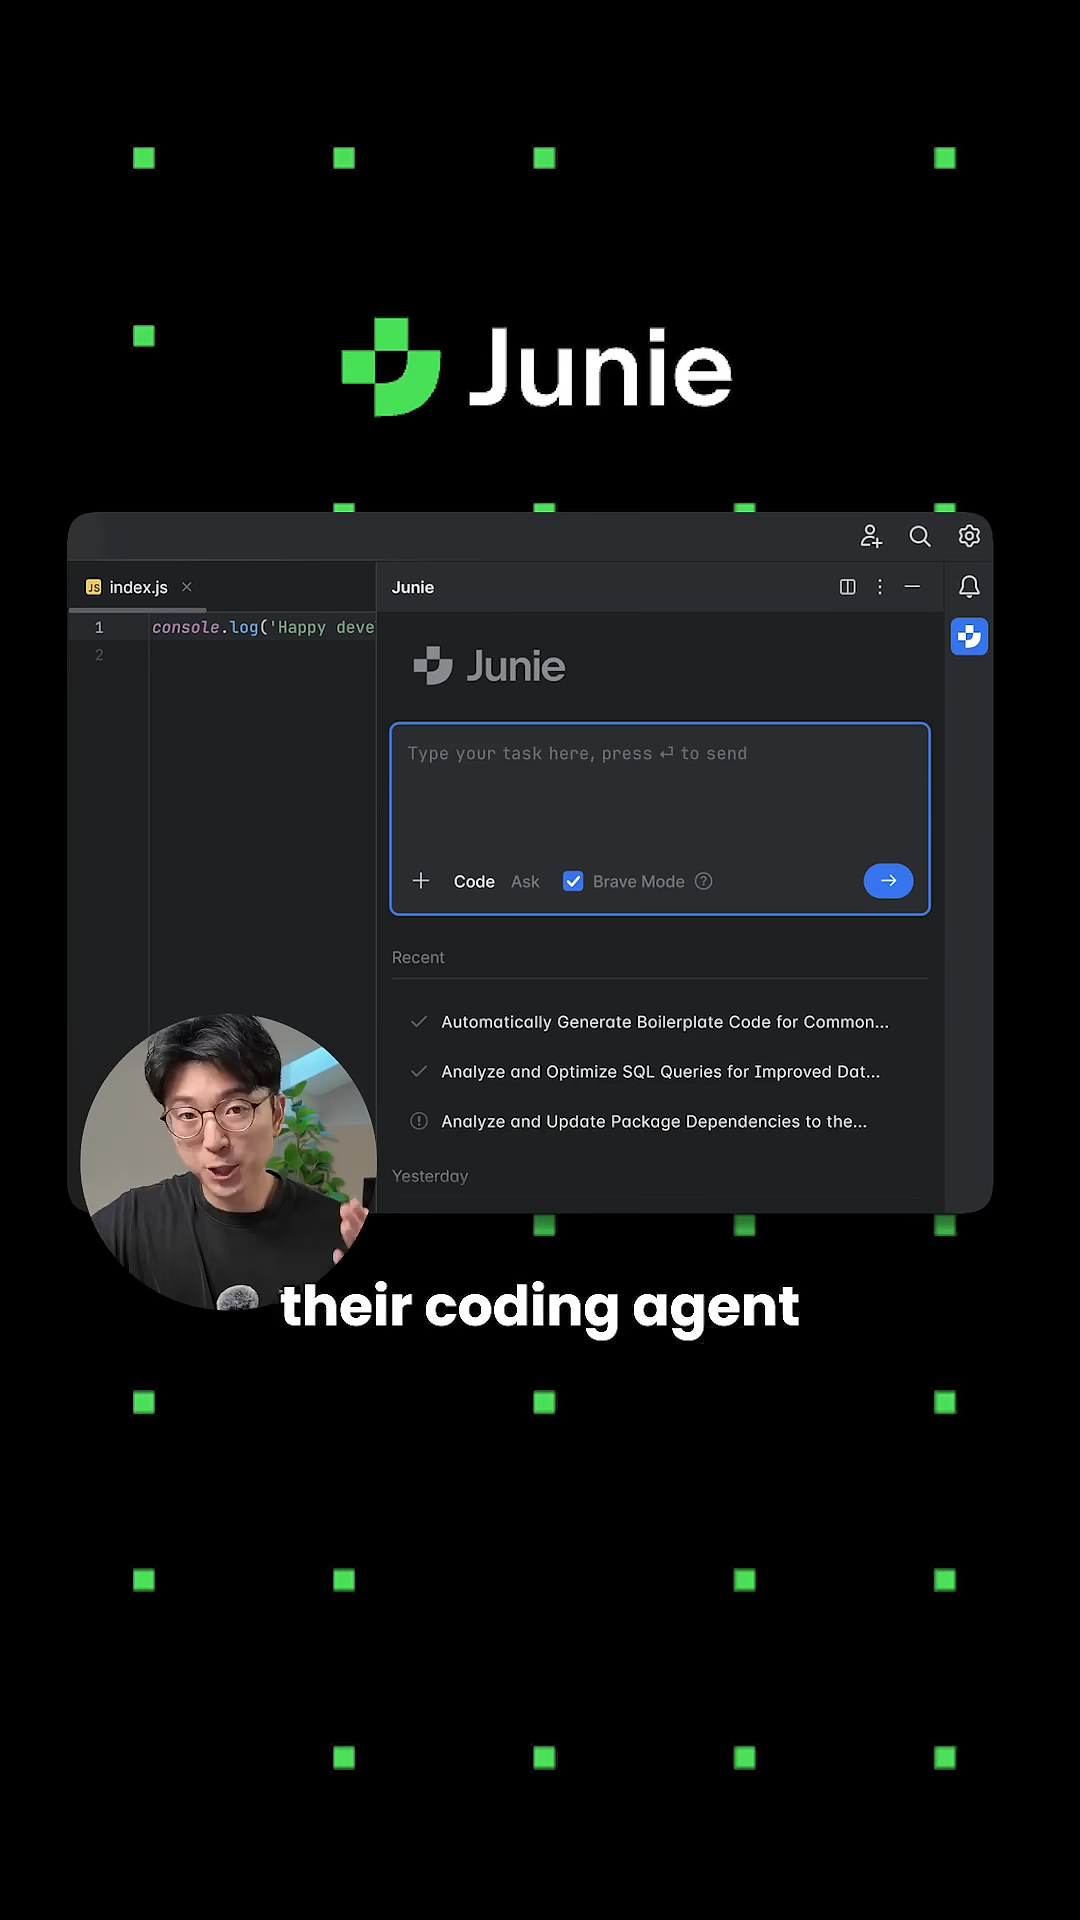 Junie
JS index.js
Junie
1 console.log('Happy deve
2
Junie
Type your task here, press ⏎ to send
Code Ask Brave Mode ?
Recent
Automatically Generate Boilerplate Code for Common...
Analyze and Optimize SQL Queries for Improved Dat...
Analyze and Update Package Dependencies to the...
Yesterday
their coding agent